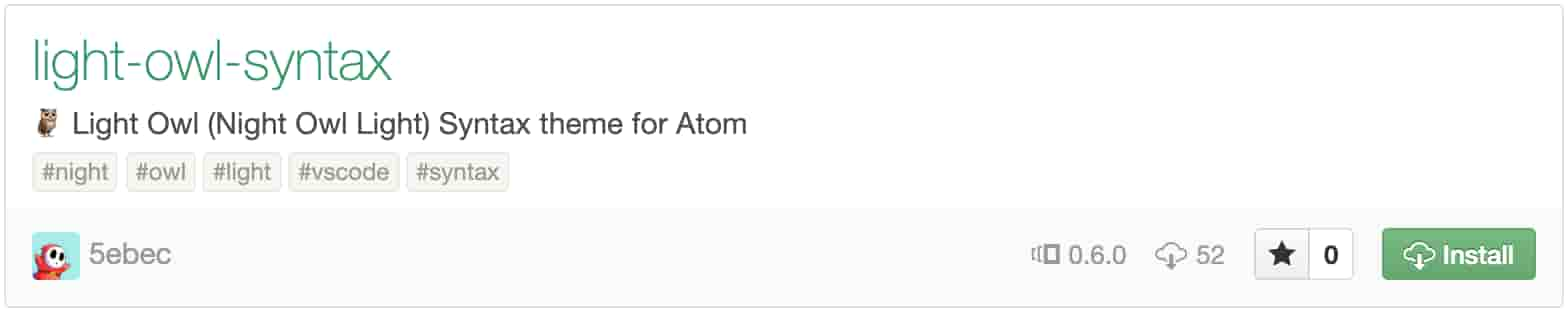 light-owl-syntax
🦉 Light Owl (Night Owl Light) Syntax theme for Atom
#night #owl #light #vscode #syntax
5ebec 0.6.0 52 0 Install